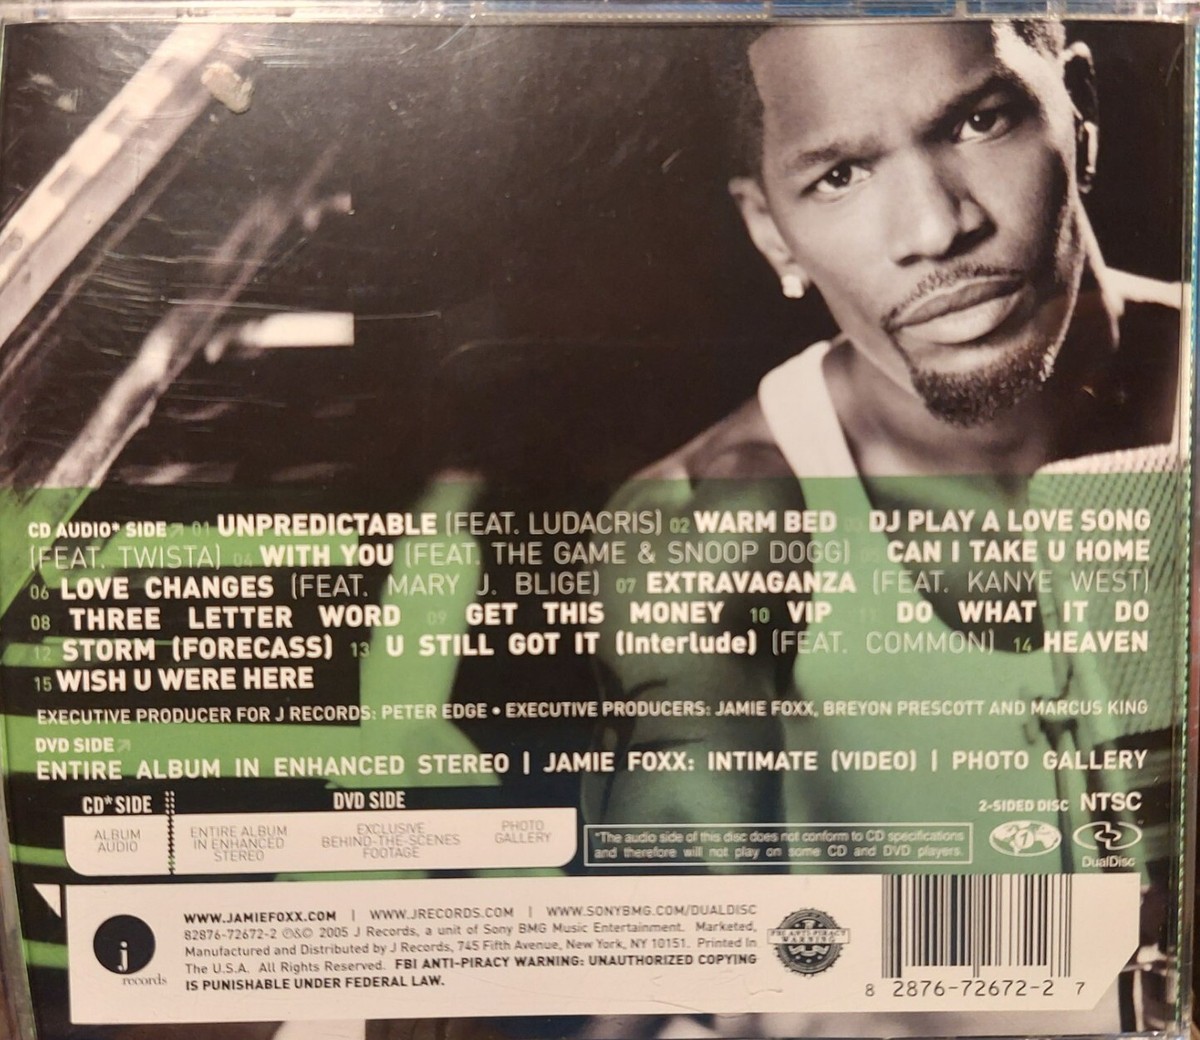 CD AUDIO* SIDE 01 UNPREDICTABLE (FEAT. LUDACRIS) 02 WARM BED 03 DJ PLAY A LOVE SONG
(FEAT. TWISTA) 04 WITH YOU (FEAT. THE GAME & SNOOP DOGG) 05 CAN I TAKE U HOME
06 LOVE CHANGES (FEAT. MARY J. BLIGE) 07 EXTRAVAGANZA (FEAT. KANYE WEST)
08 THREE LETTER WORD 09 GET THIS MONEY 10 VIP 11 DO WHAT IT DO
12 STORM (FORECASS) 13 U STILL GOT IT (Interlude) (FEAT. COMMON) 14 HEAVEN
15 WISH U WERE HERE
EXECUTIVE PRODUCER FOR J RECORDS: PETER EDGE • EXECUTIVE PRODUCERS: JAMIE FOXX, BREYON PRESCOTT AND MARCUS KING
DVD SIDE
ENTIRE ALBUM IN ENHANCED STEREO | JAMIE FOXX: INTIMATE (VIDEO) | PHOTO GALLERY
CD* SIDE
ALBUM
AUDIO
DVD SIDE
ENTIRE ALBUM
IN ENHANCED
STEREO
EXCLUSIVE
BEHIND-THE-SCENES
FOOTAGE
PHOTO
GALLERY
*The audio side of this disc does not conform to CD specifications
and therefore will not play on some CD and DVD players.
2-SIDED DISC NTSC
1
DualDisc
j
records
WWW.JAMIEFOXX.COM | WWW.JRECORDS.COM | WWW.SONYBMG.COM/DUALDISC
82876-72672-2 ℗&© 2005 J Records, a unit of Sony BMG Music Entertainment. Marketed,
Manufactured and Distributed by J Records, 745 Fifth Avenue, New York, NY 10151. Printed In
The U.S.A. All Rights Reserved. FBI ANTI-PIRACY WARNING: UNAUTHORIZED COPYING
IS PUNISHABLE UNDER FEDERAL LAW.
FBI ANTI-PIRACY
WARNING
8 2876-72672-2 7